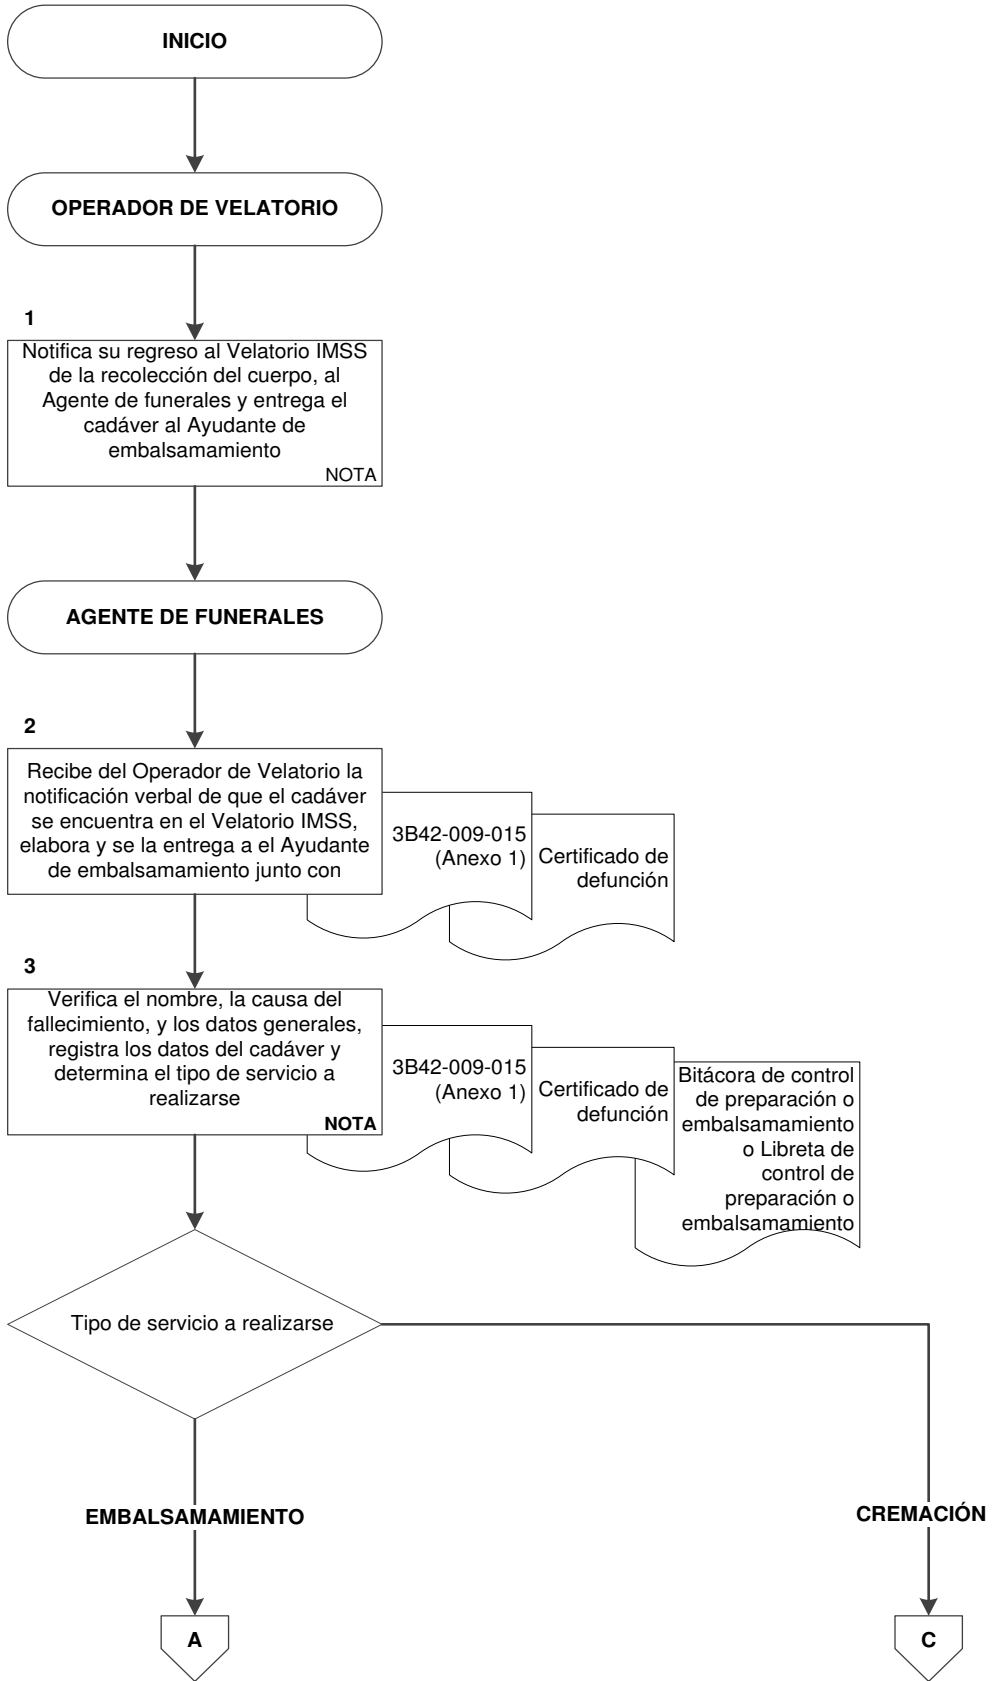 INICIO
OPERADOR DE VELATORIO
1
Notifica su regreso al Velatorio IMSS
de la recolección del cuerpo, al
Agente de funerales y entrega el
cadáver al Ayudante de
embalsamamiento
NOTA
AGENTE DE FUNERALES
2
Recibe del Operador de Velatorio la
notificación verbal de que el cadáver
se encuentra en el Velatorio IMSS,
elabora y se la entrega a el Ayudante
de embalsamamiento junto con
3B42-009-015
(Anexo 1)
Certificado de
defunción
3
Verifica el nombre, la causa del
fallecimiento, y los datos generales,
registra los datos del cadáver y
determina el tipo de servicio a
realizarse
NOTA
3B42-009-015
(Anexo 1)
Certificado de
defunción
Bitácora de control
de preparación o
embalsamamiento
o Libreta de
control de
preparación o
embalsamamiento
Tipo de servicio a realizarse
EMBALSAMAMIENTO
CREMACIÓN
A
C